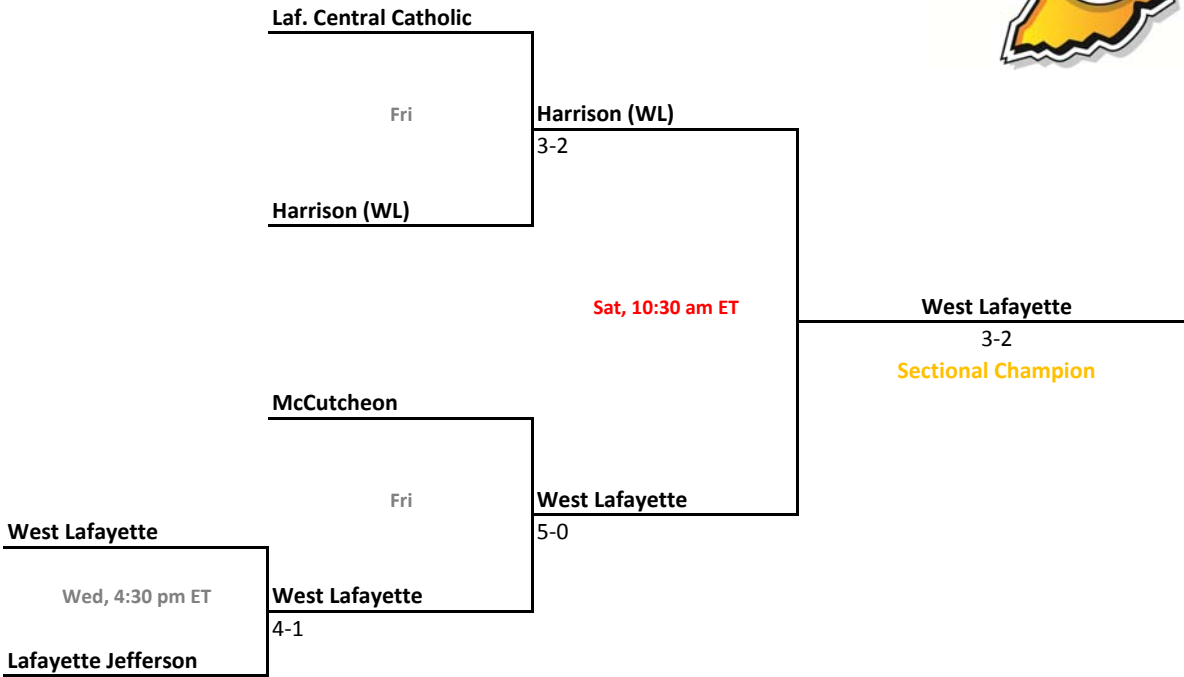 Laf. Central Catholic
Fri
Harrison (WL)
3-2
Harrison (WL)
Sat, 10:30 am ET
West Lafayette
3-2
Sectional Champion
McCutcheon
Fri
West Lafayette
5-0
West Lafayette
Wed, 4:30 pm ET
West Lafayette
4-1
Lafayette Jefferson